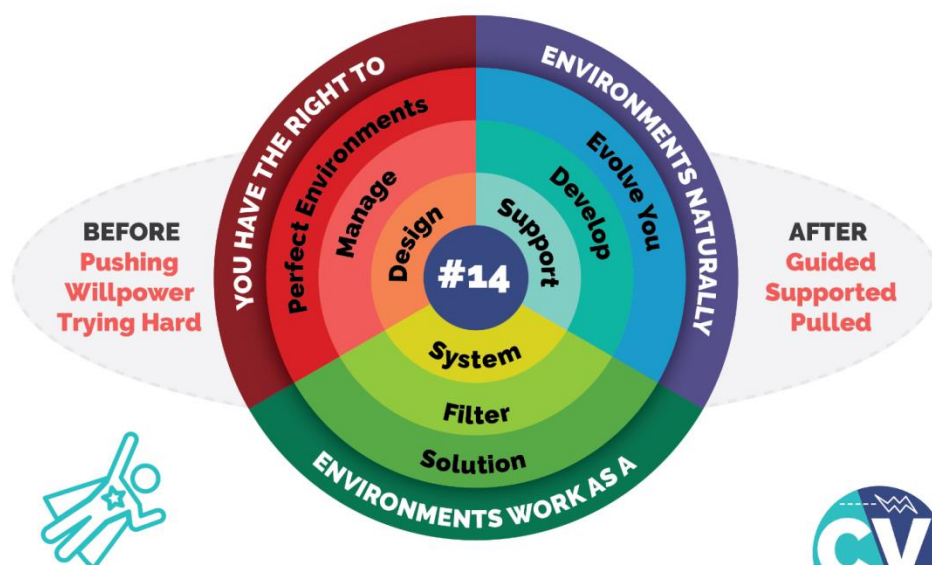 YOU HAVE THE RIGHT TO
Perfect Environments
Manage
Design
ENVIRONMENTS NATURALLY
Evolve You
Develop
Support
#14
System
Filter
Solution
ENVIRONMENTS WORK AS A
BEFORE
Pushing
Willpower
Trying Hard
AFTER
Guided
Supported
Pulled
CV